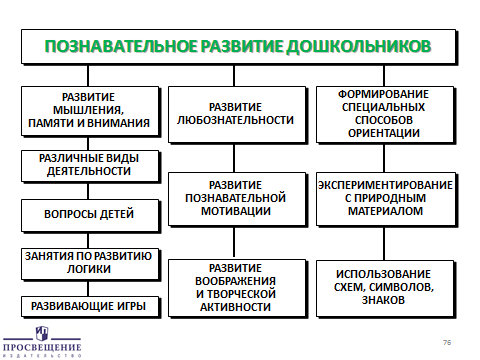 ПОЗНАВАТЕЛЬНОЕ РАЗВИТИЕ ДОШКОЛЬНИКОВ
РАЗВИТИЕ
МЫШЛЕНИЯ,
ПАМЯТИ И ВНИМАНИЯ
РАЗЛИЧНЫЕ ВИДЫ
ДЕЯТЕЛЬНОСТИ
ВОПРОСЫ ДЕТЕЙ
ЗАНЯТИЯ ПО РАЗВИТИЮ
ЛОГИКИ
РАЗВИВАЮЩИЕ ИГРЫ
РАЗВИТИЕ
ЛЮБОЗНАТЕЛЬНОСТИ
РАЗВИТИЕ
ПОЗНАВАТЕЛЬНОЙ
МОТИВАЦИИ
РАЗВИТИЕ
ВООБРАЖЕНИЯ
И ТВОРЧЕСКОЙ
АКТИВНОСТИ
ФОРМИРОВАНИЕ
СПЕЦИАЛЬНЫХ
СПОСОБОВ
ОРИЕНТАЦИИ
ЭКСПЕРИМЕНТИРОВАНИЕ
С ПРИРОДНЫМ
МАТЕРИАЛОМ
ИСПОЛЬЗОВАНИЕ
СХЕМ, СИМВОЛОВ,
ЗНАКОВ
ПРОСВЕЩЕНИЕ
ИЗДАТЕЛЬСТВО
76